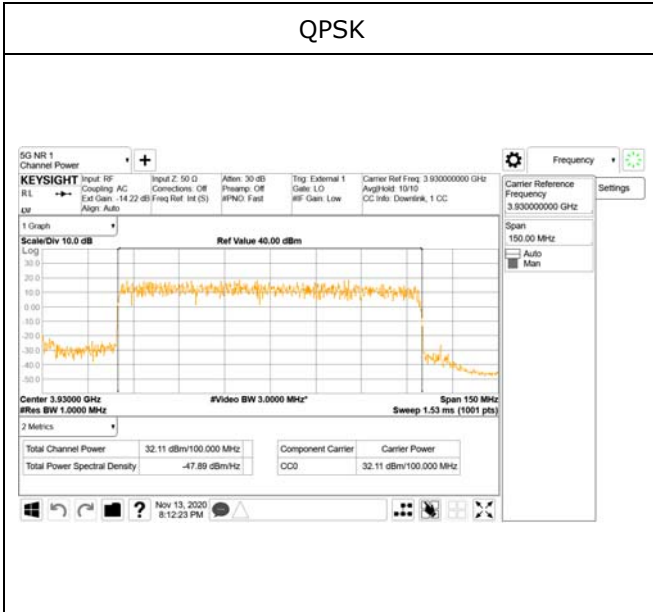 QPSK
5G NR 1
Channel Power
Frequency
KEYSIGHT
RL
Input: RF
Coupling: AC
Ext Gain: -14.22 dB
Align: Auto
Input Z: 50 Ω
Corrections: Off
Freq Ref: Int (S)
Atten: 30 dB
Preamp: Off
#PNO: Fast
Trig: External 1
Gate: LO
#IF Gain: Low
Carrier Ref Freq: 3.930000000 GHz
Avg|Hold: 10/10
CC Info: Downlink, 1 CC
Carrier Reference
Frequency
3.930000000 GHz
Settings
Span
150.00 MHz
Auto
Man
1 Graph
Scale/Div 10.0 dB
Ref Value 40.00 dBm
Log
30.0
20.0
10.0
0.00
-10.0
-20.0
-30.0
-40.0
-50.0
Center 3.93000 GHz
#Video BW 3.0000 MHz*
Span 150 MHz
#Res BW 1.0000 MHz
Sweep 1.53 ms (1001 pts)
2 Metrics
Total Channel Power 32.11 dBm/100.000 MHz
Total Power Spectral Density -47.89 dBm/Hz
Component Carrier Carrier Power
CC0 32.11 dBm/100.000 MHz
?
Nov 13, 2020
8:12:23 PM